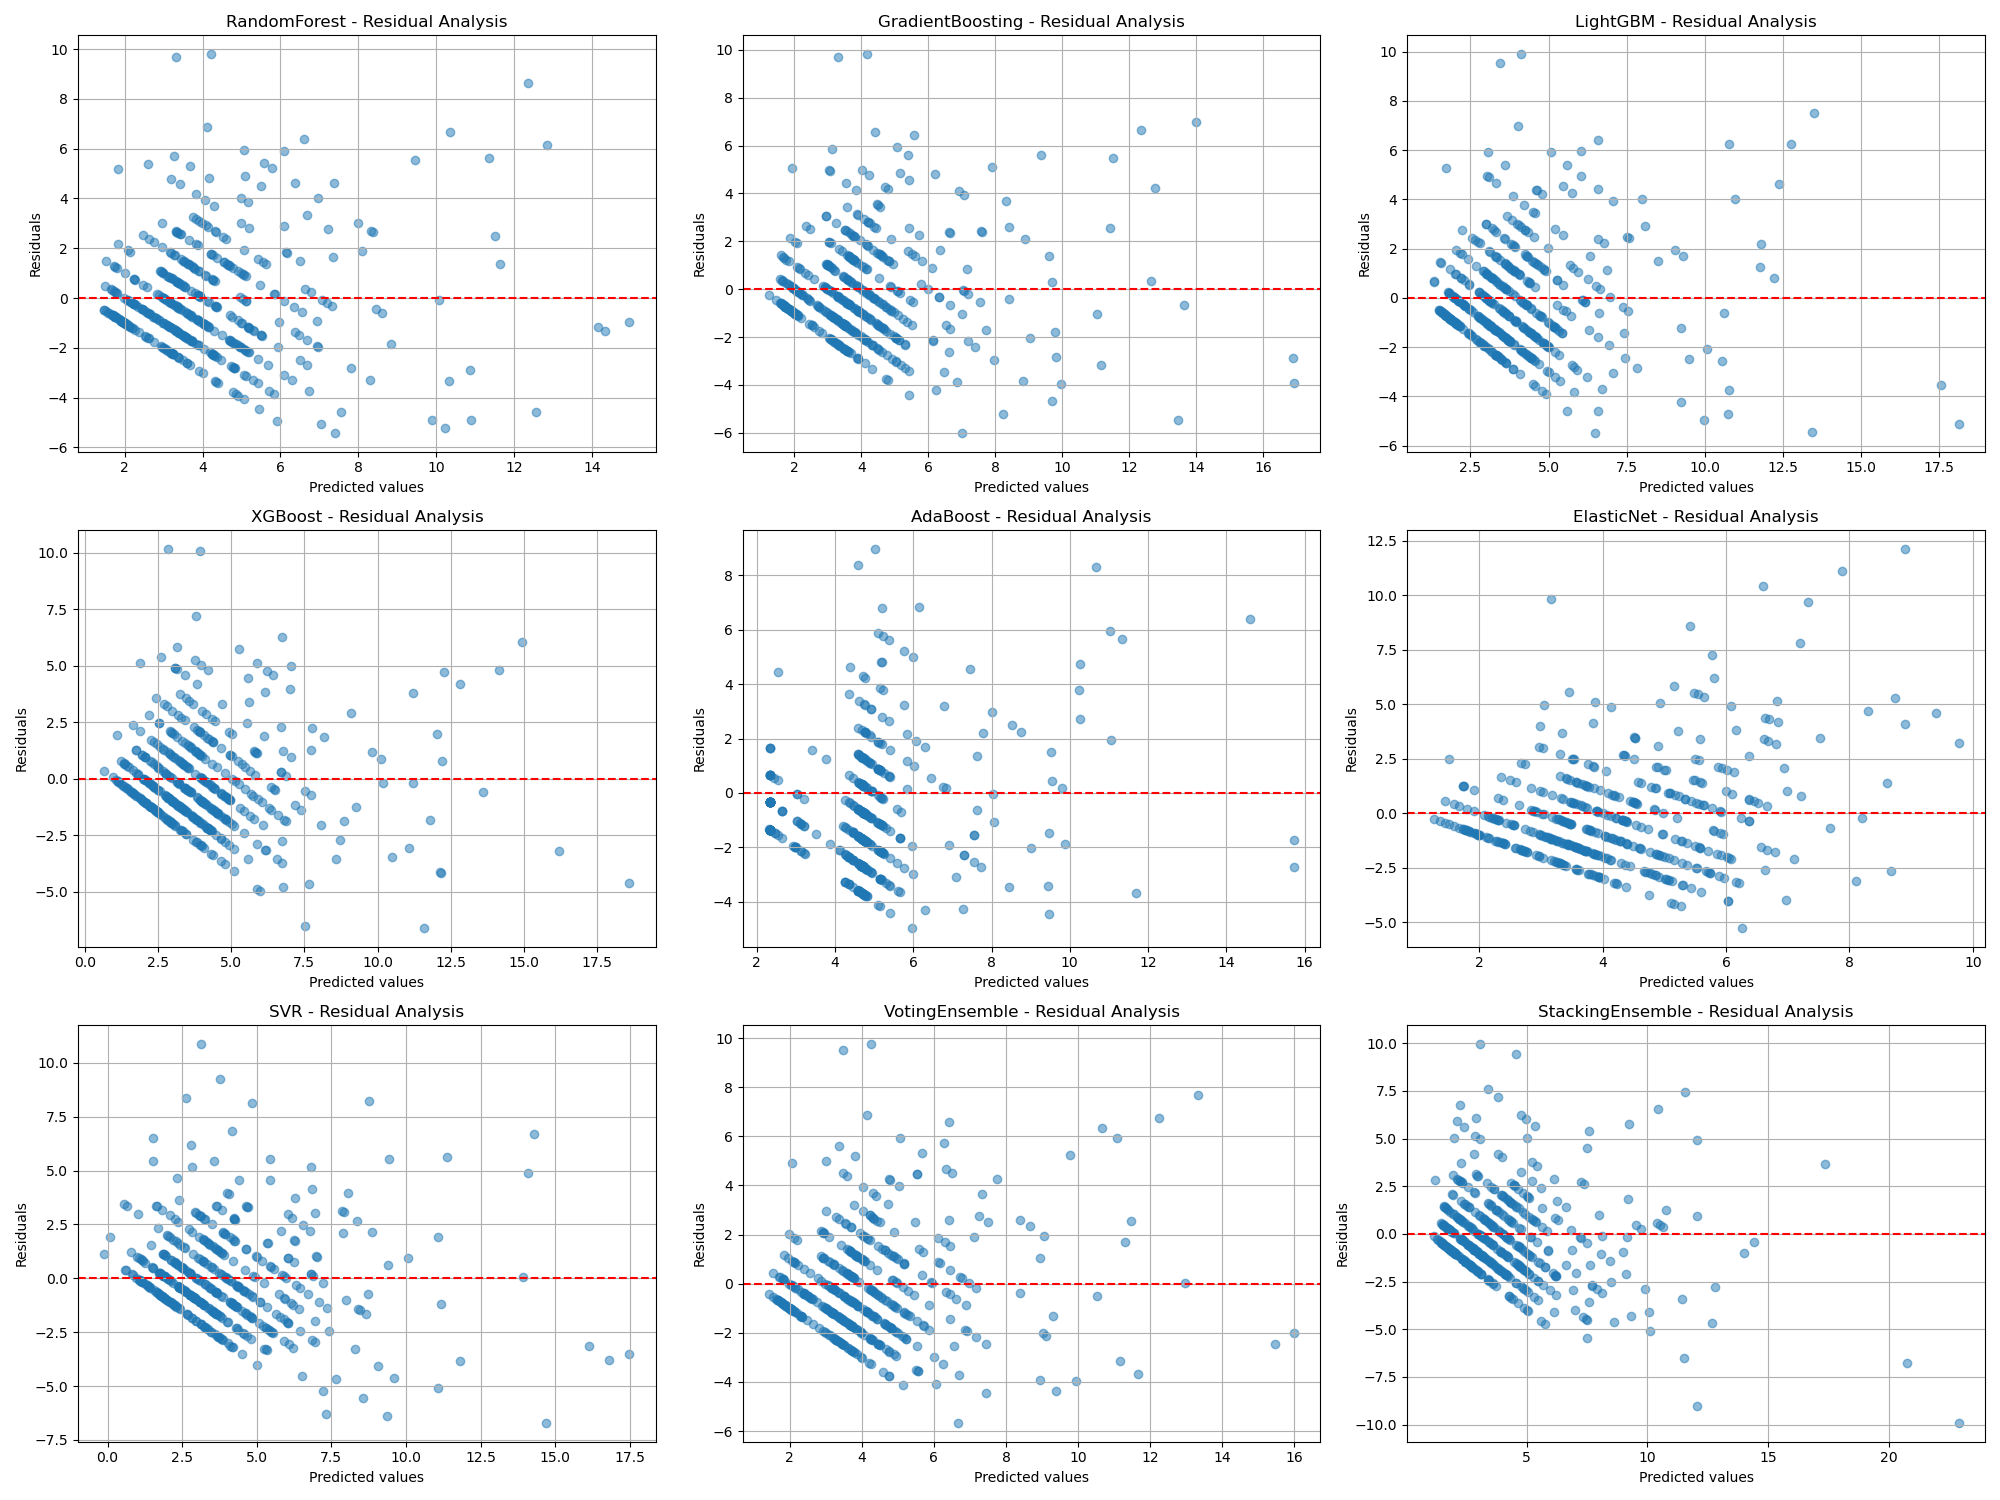 RandomForest - Residual Analysis
10
8
6
4
2
0
−2
−4
−6
Residuals
2 4 6 8 10 12 14
Predicted values
GradientBoosting - Residual Analysis
10
8
6
4
2
0
−2
−4
−6
Residuals
2 4 6 8 10 12 14 16
Predicted values
LightGBM - Residual Analysis
10
8
6
4
2
0
−2
−4
−6
Residuals
2.5 5.0 7.5 10.0 12.5 15.0 17.5
Predicted values
XGBoost - Residual Analysis
10.0
7.5
5.0
2.5
0.0
−2.5
−5.0
Residuals
0.0 2.5 5.0 7.5 10.0 12.5 15.0 17.5
Predicted values
AdaBoost - Residual Analysis
8
6
4
2
0
−2
−4
Residuals
2 4 6 8 10 12 14 16
Predicted values
ElasticNet - Residual Analysis
12.5
10.0
7.5
5.0
2.5
0.0
−2.5
−5.0
Residuals
2 4 6 8 10
Predicted values
SVR - Residual Analysis
10.0
7.5
5.0
2.5
0.0
−2.5
−5.0
−7.5
Residuals
0.0 2.5 5.0 7.5 10.0 12.5 15.0 17.5
Predicted values
VotingEnsemble - Residual Analysis
10
8
6
4
2
0
−2
−4
−6
Residuals
2 4 6 8 10 12 14 16
Predicted values
StackingEnsemble - Residual Analysis
10.0
7.5
5.0
2.5
0.0
−2.5
−5.0
−7.5
−10.0
Residuals
5 10 15 20
Predicted values